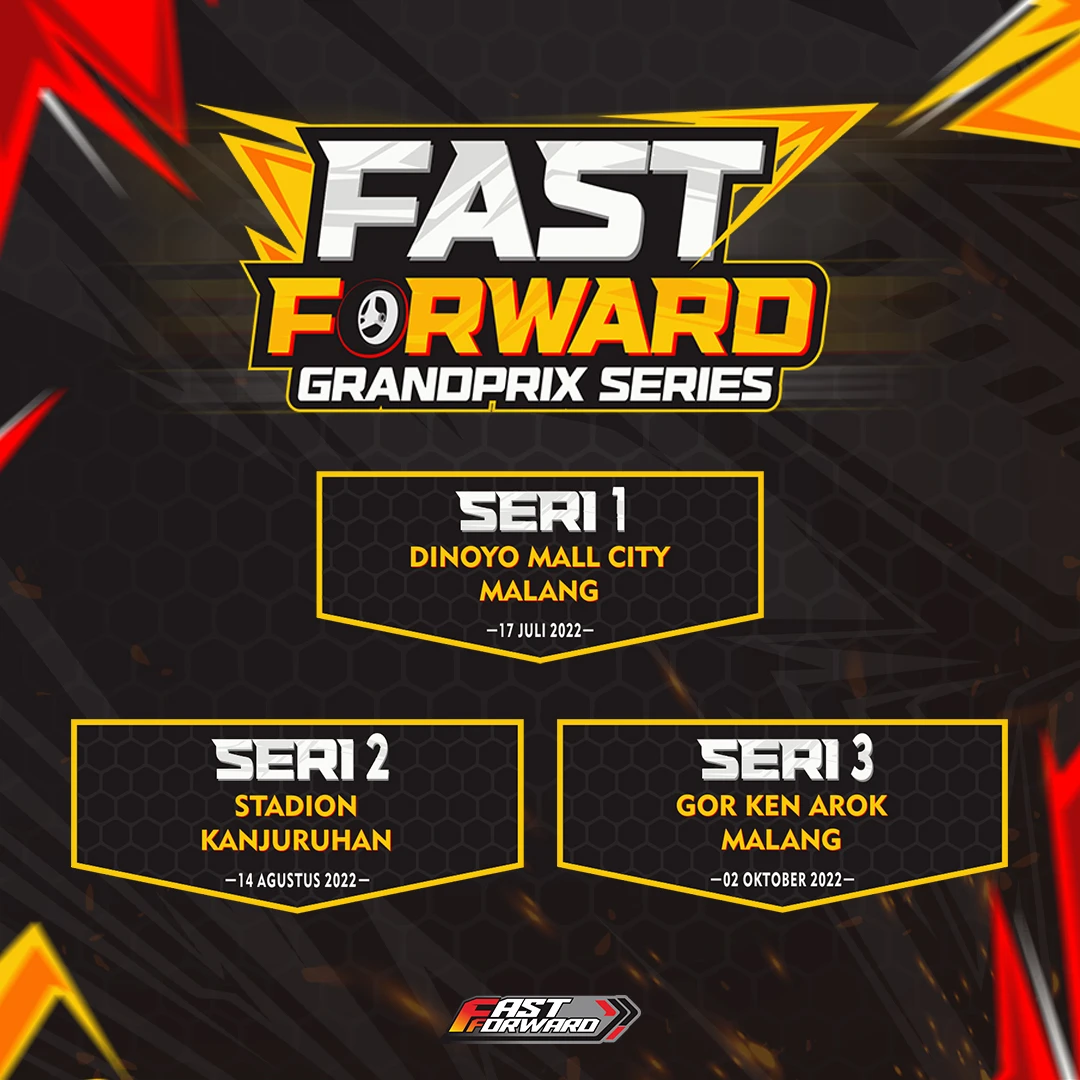 FAST
FORWARD
GRANDPRIX SERIES
SERI 1
DINOYO MALL CITY
MALANG
–17 JULI 2022–
SERI 2
STADION
KANJURUHAN
–14 AGUSTUS 2022–
SERI 3
GOR KEN AROK
MALANG
–02 OKTOBER 2022–
FAST
FORWARD